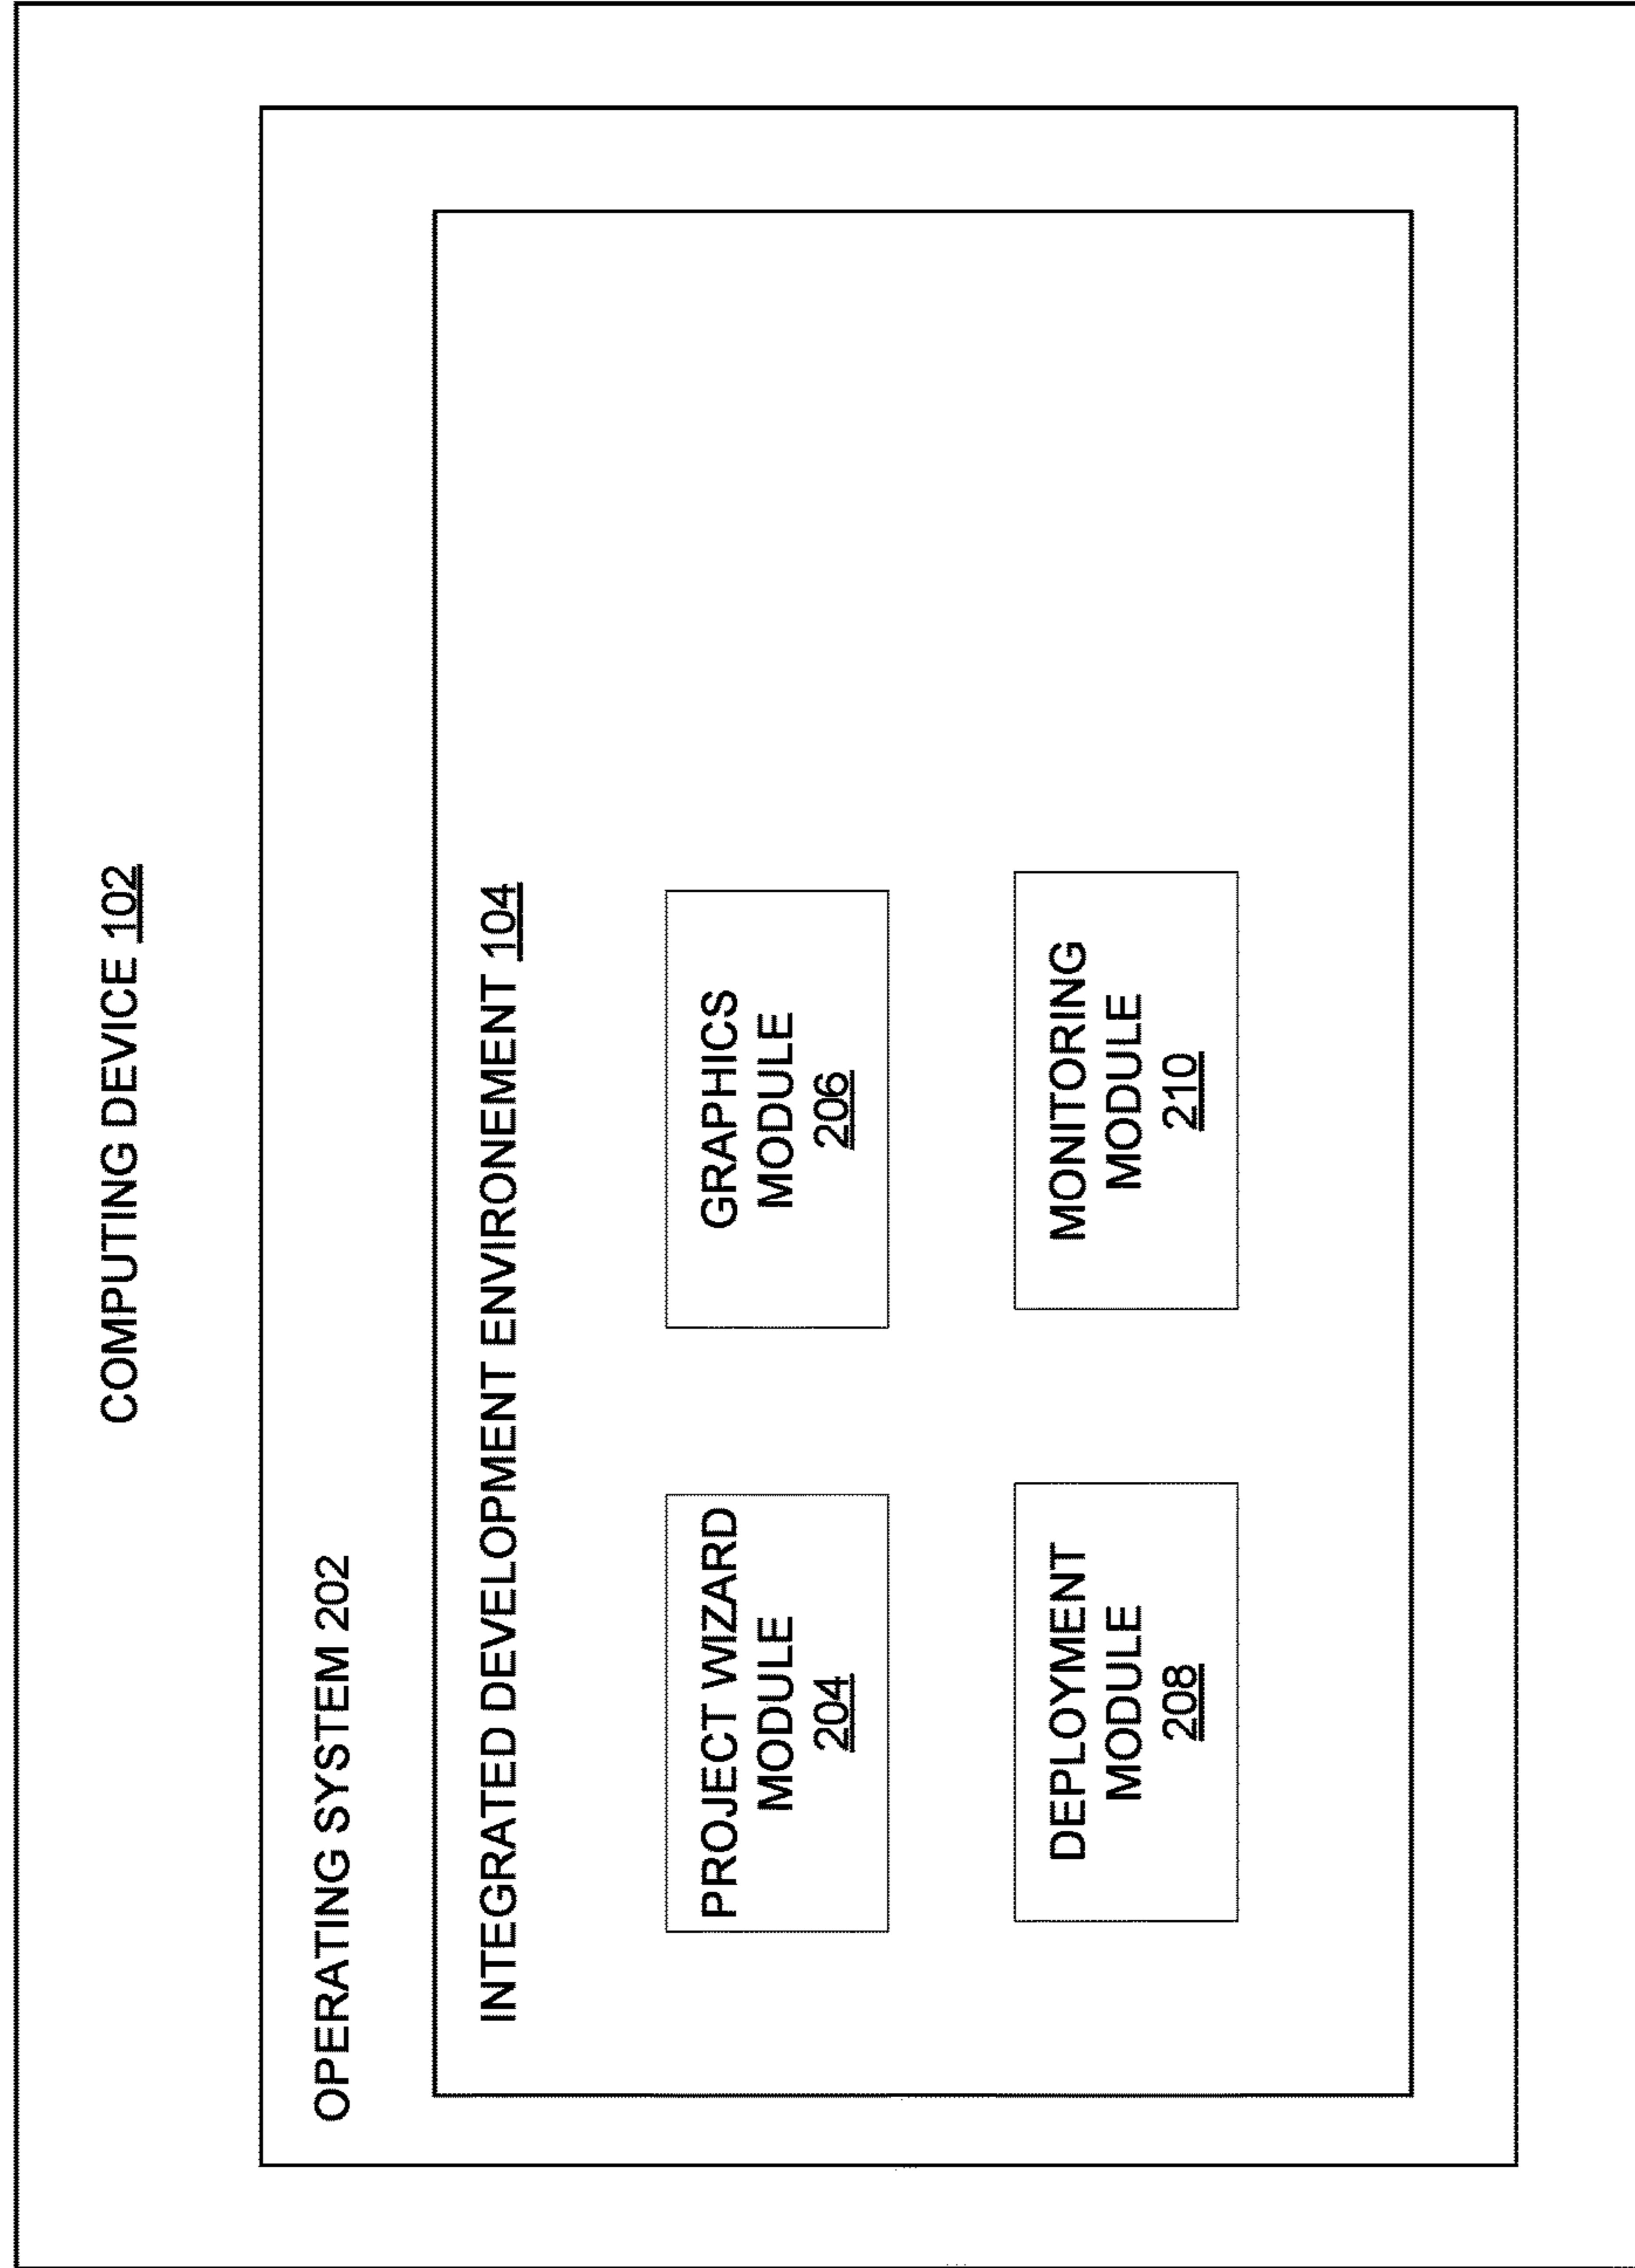 COMPUTING DEVICE 102
OPERATING SYSTEM 202
INTEGRATED DEVELOPMENT ENVIRONEMENT 104
PROJECT WIZARD
MODULE
204
GRAPHICS
MODULE
206
DEPLOYMENT
MODULE
208
MONITORING
MODULE
210